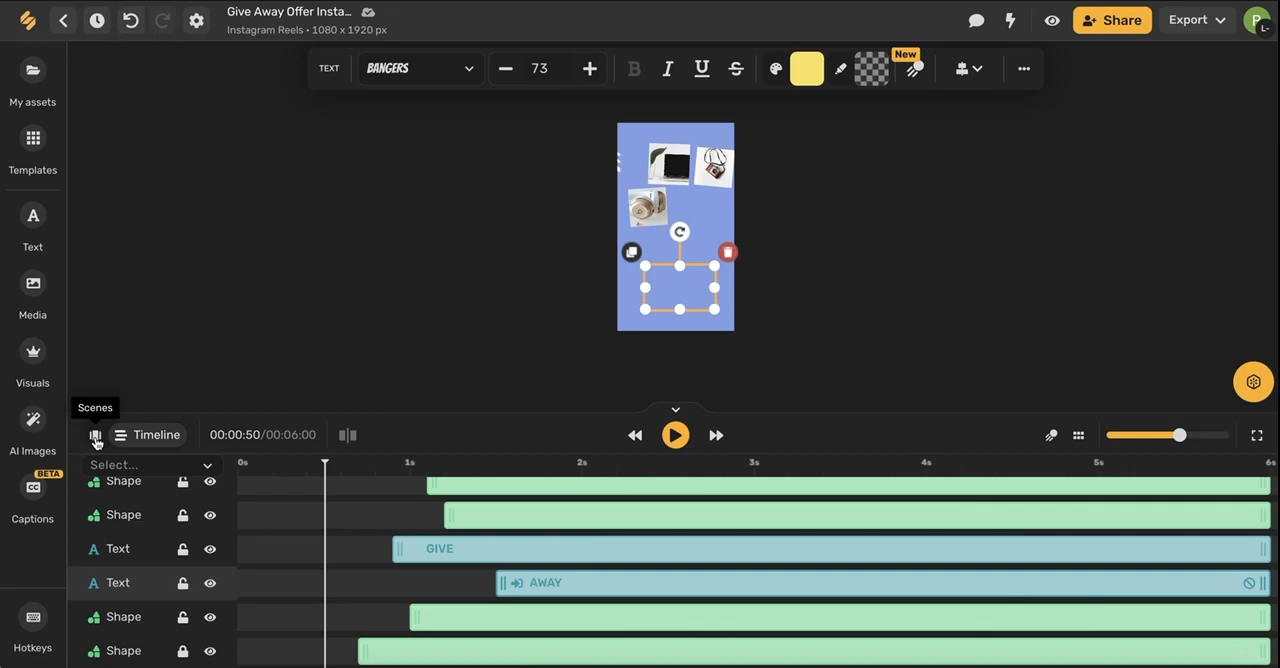 Give Away Offer Insta...
Instagram Reels • 1080 x 1920 px
Share
Export
P
L-
My assets
Templates
Text
Media
Visuals
AI Images
BETA
CC
Captions
Hotkeys
TEXT
BANGERS
73
B I U S
New
Scenes
Timeline
00:00:50/00:06:00
Select...
0s 1s 2s 3s 4s 5s 6s
Shape
Shape
Text GIVE
Text AWAY
Shape
Shape